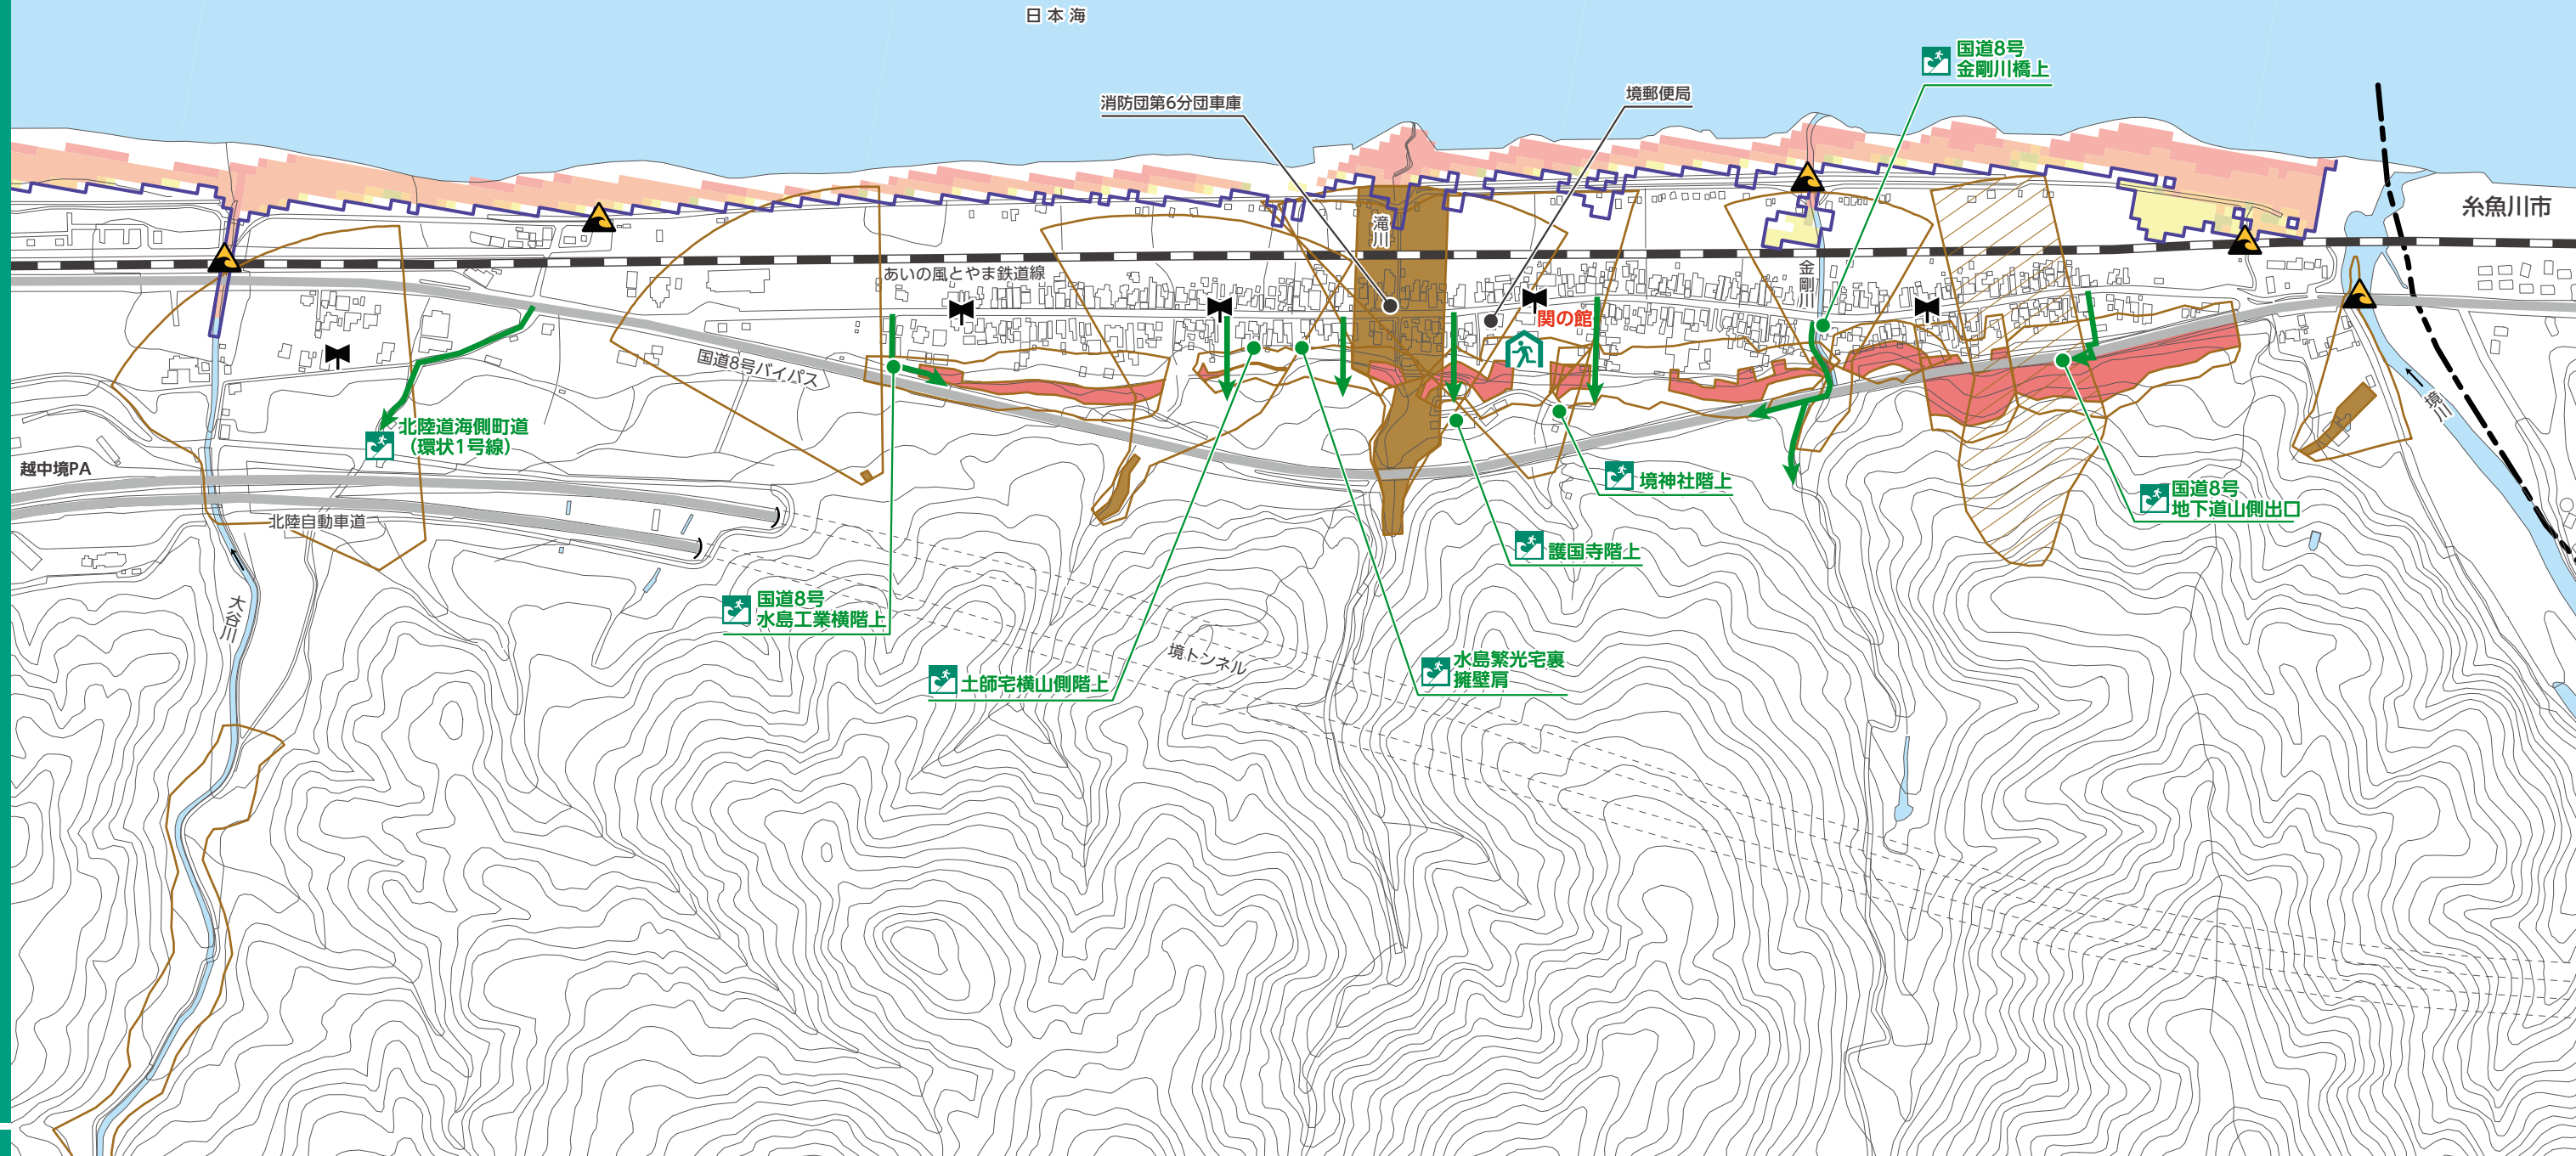 日本海
国道8号
金剛川橋上
消防団第6分団車庫
境郵便局
糸魚川市
滝川
あいの風とやま鉄道線
金剛川
関の館
国道8号バイパス
北陸道海側町道
（環状1号線）
境川
越中境PA
境神社階上
国道8号
地下道山側出口
北陸自動車道
護国寺階上
大谷川
国道8号
水島工業横階上
境トンネル
水島繁光宅裏
擁壁肩
土師宅横山側階上